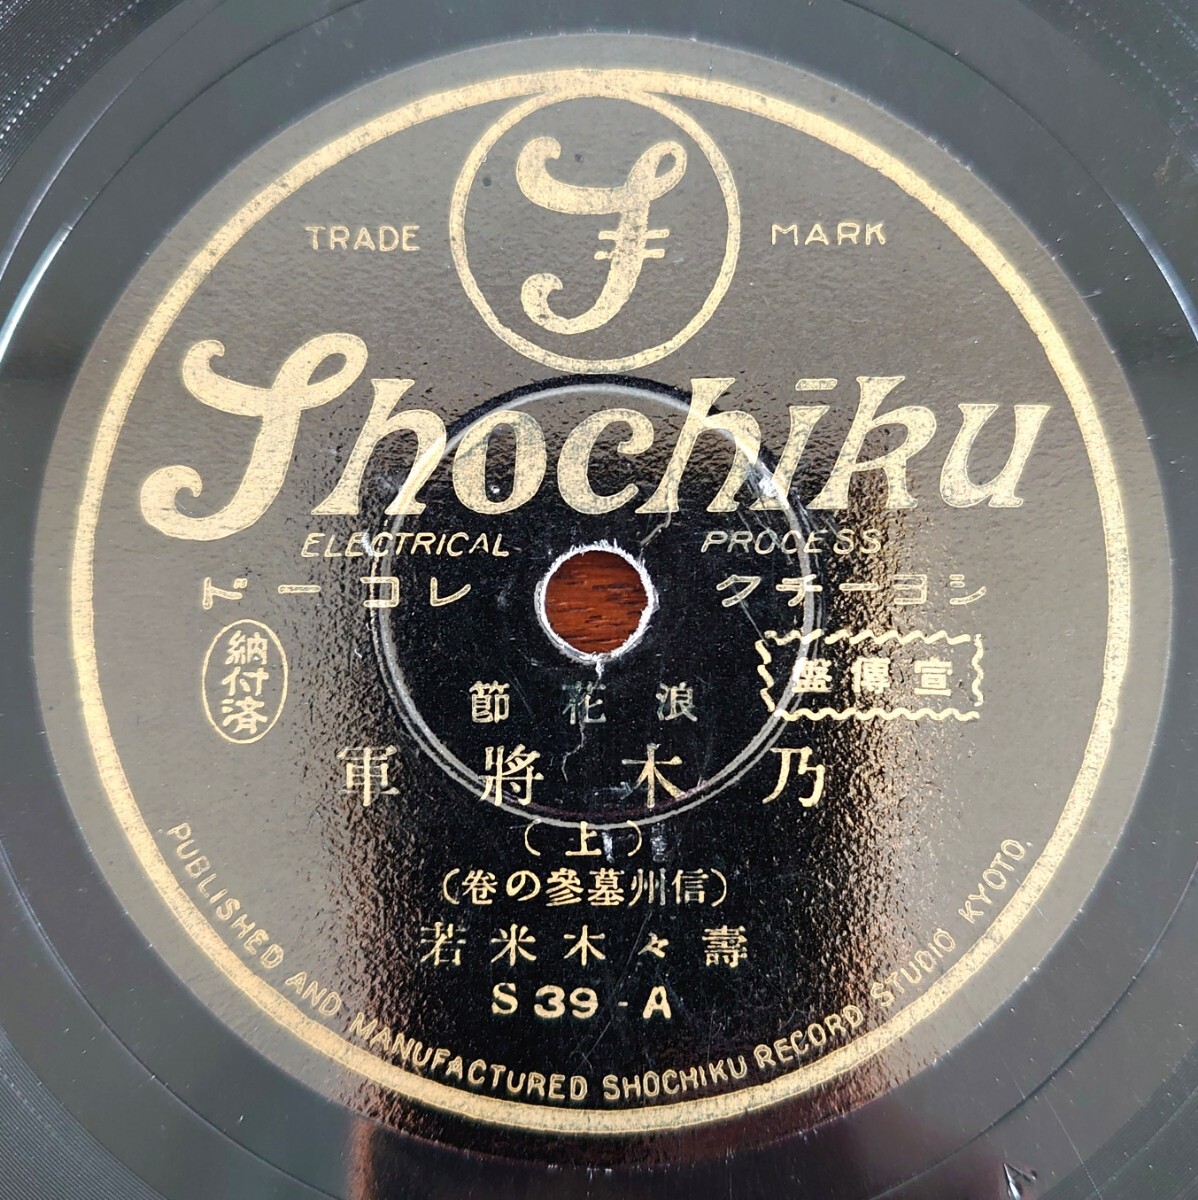 TRADE MARK
Shochiku
ELECTRICAL PROCESS
シヨーチク レコード
宣傳盤
納付済
浪花節
乃木將軍
(上)
(信州墓參の卷)
壽々木米若
S 39 - A
PUBLISHED AND MANUFACTURED SHOCHIKU RECORD STUDIO KYOTO.